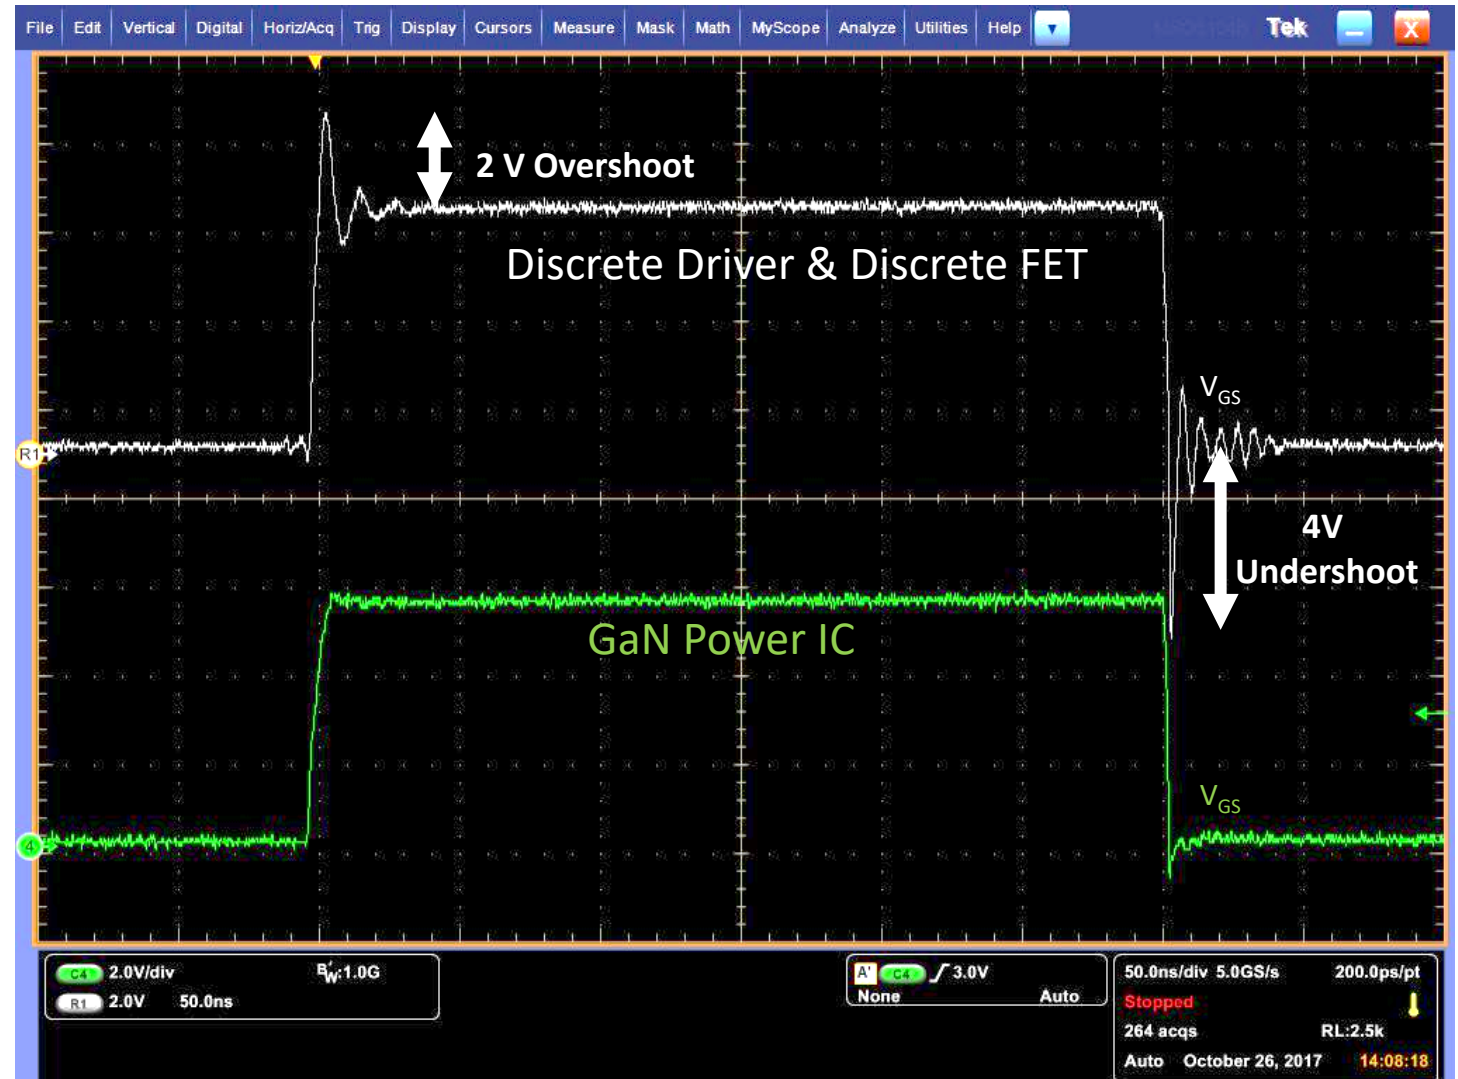 File Edit Vertical Digital Horiz/Acq Trig Display Cursors Measure Mask Math MyScope Analyze Utilities Help Tek X
2 V Overshoot
Discrete Driver & Discrete FET
VGS
R1
4V
Undershoot
GaN Power IC
VGS
4
C4 2.0V/div BW:1.0G
R1 2.0V 50.0ns
A' C4 3.0V
None Auto
50.0ns/div 5.0GS/s 200.0ps/pt
Stopped
264 acqs RL:2.5k
Auto October 26, 2017 14:08:18